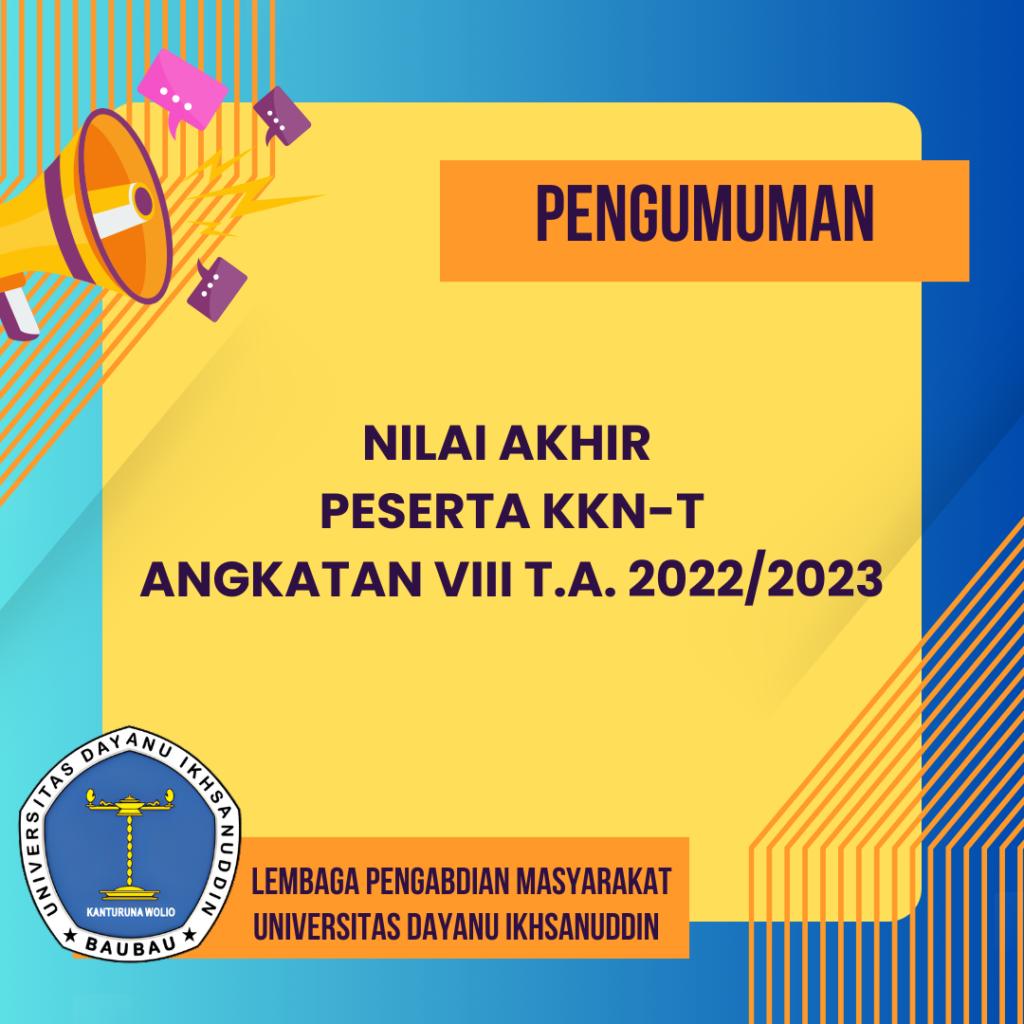 PENGUMUMAN
NILAI AKHIR
PESERTA KKN-T
ANGKATAN VIII T.A. 2022/2023
UNIVERSITAS DAYANU IKHSANUDDIN
KANTURUNA WOLIO
★ BAUBAU ★
LEMBAGA PENGABDIAN MASYARAKAT
UNIVERSITAS DAYANU IKHSANUDDIN